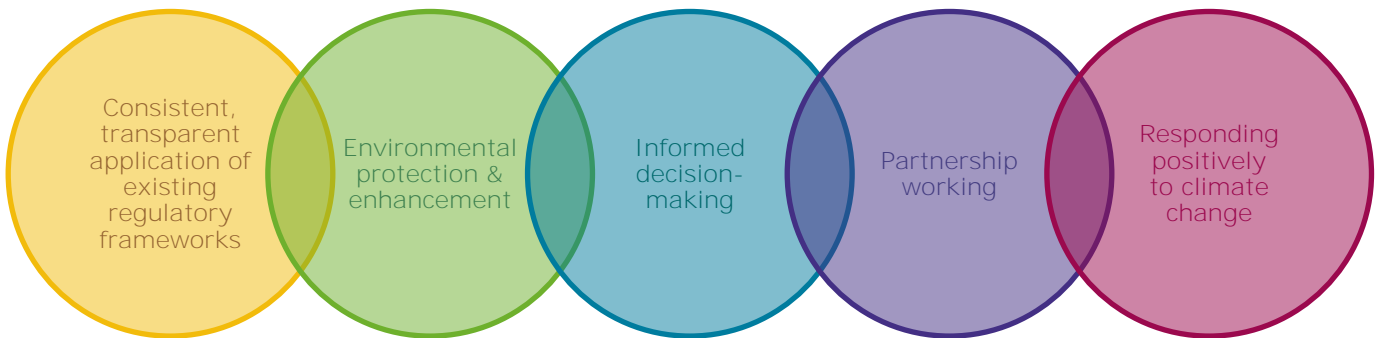 Consistent,
transparent
application of
existing
regulatory
frameworks
Environmental
protection &
enhancement
Informed
decision-
making
Partnership
working
Responding
positively
to climate
change